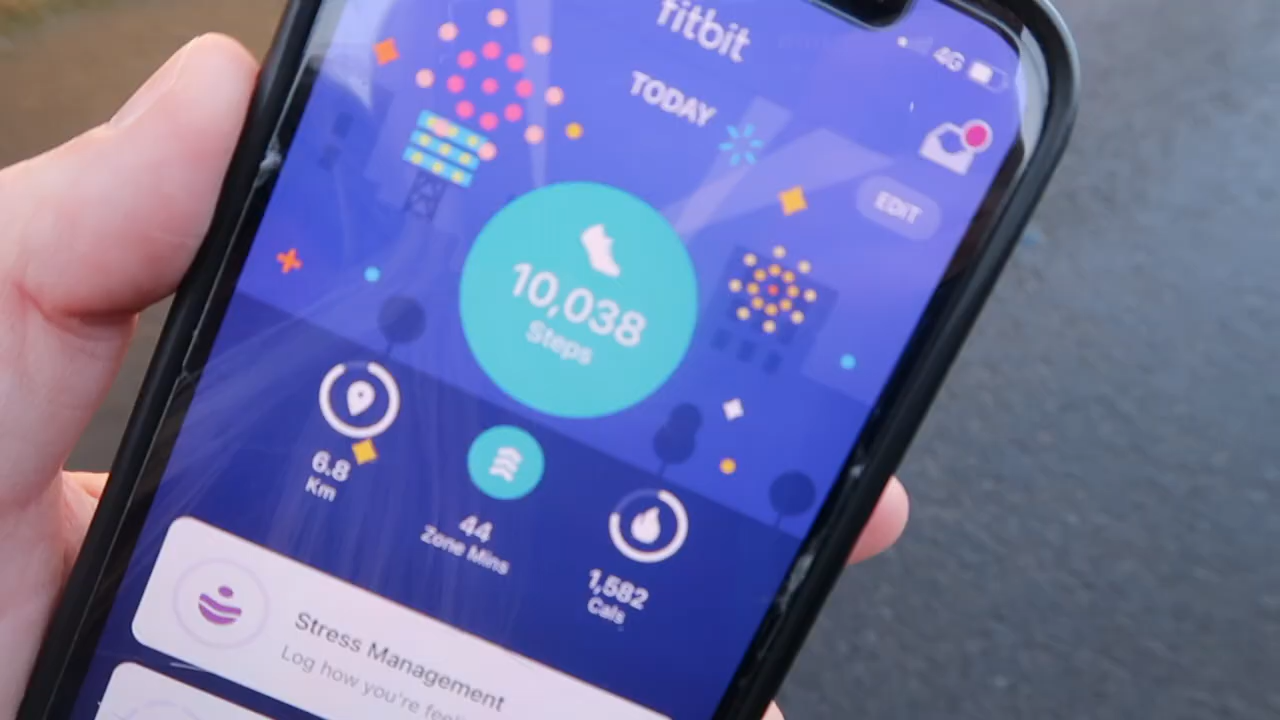 fitbit
4G
TODAY
EDIT
10,038
Steps
6.8
Km
44
Zone Mins
1,582
Cals
Stress Management
Log how you're